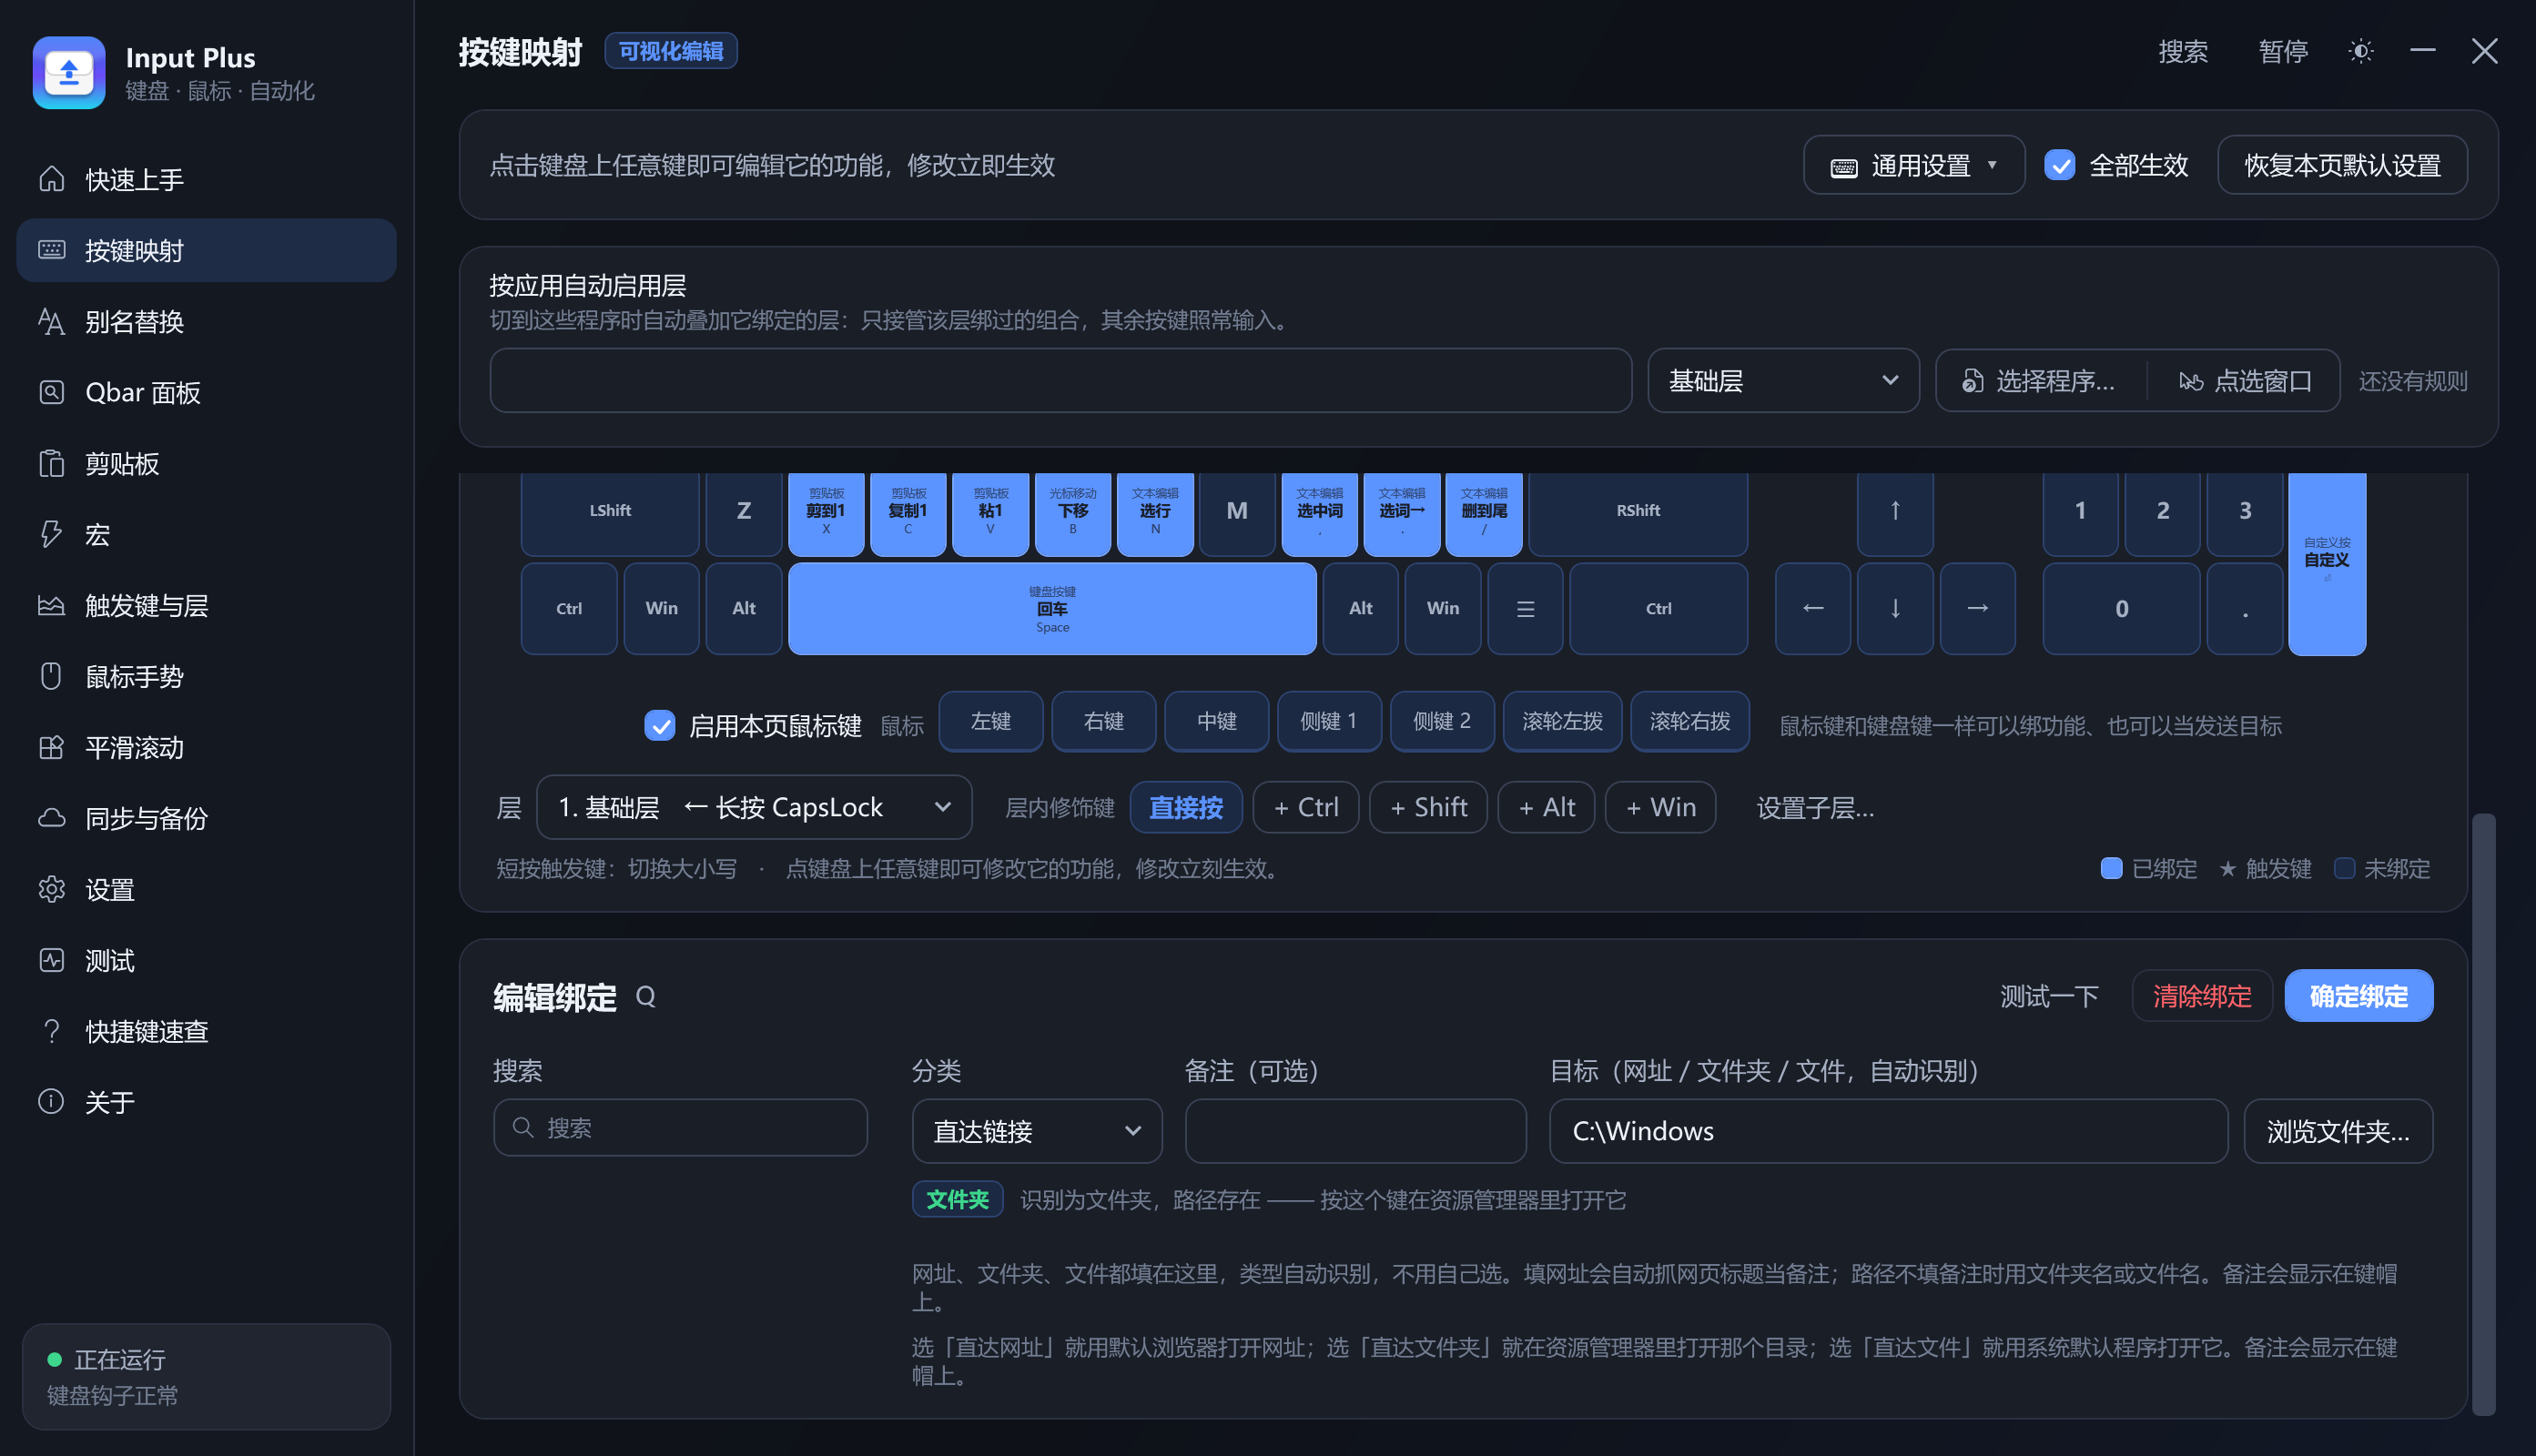 Input Plus
键盘 · 鼠标 · 自动化
快速上手
按键映射
别名替换
Qbar 面板
剪贴板
宏
触发键与层
鼠标手势
平滑滚动
同步与备份
设置
测试
快捷键速查
关于
正在运行
键盘钩子正常
按键映射 可视化编辑 搜索 暂停
点击键盘上任意键即可编辑它的功能，修改立即生效 通用设置 全部生效 恢复本页默认设置
按应用自动启用层
切到这些程序时自动叠加它绑定的层：只接管该层绑过的组合，其余按键照常输入。
基础层 选择程序... 点选窗口 还没有规则
剪贴板 剪贴板 剪贴板 光标移动 文本编辑 文本编辑 文本编辑 文本编辑
LShift Z 剪到1 复制1 粘1 下移 选行 M 选中词 选词→ 删到尾 RShift ↑ 1 2 3
X C V B N , . /
自定义按
自定义
⏎
键盘按键
Ctrl Win Alt 回车 Alt Win ☰ Ctrl ← ↓ → 0 .
Space
启用本页鼠标键 鼠标 左键 右键 中键 侧键 1 侧键 2 滚轮左拨 滚轮右拨 鼠标键和键盘键一样可以绑功能、也可以当发送目标
层 1. 基础层 ← 长按 CapsLock 层内修饰键 直接按 + Ctrl + Shift + Alt + Win 设置子层...
短按触发键：切换大小写 · 点键盘上任意键即可修改它的功能，修改立刻生效。 已绑定 ★ 触发键 未绑定
编辑绑定 Q 测试一下 清除绑定 确定绑定
搜索 分类 备注（可选） 目标（网址 / 文件夹 / 文件，自动识别）
搜索 直达链接 C:\Windows 浏览文件夹...
文件夹 识别为文件夹，路径存在 —— 按这个键在资源管理器里打开它
网址、文件夹、文件都填在这里，类型自动识别，不用自己选。填网址会自动抓网页标题当备注；路径不填备注时用文件夹名或文件名。备注会显示在键帽
上。
选「直达网址」就用默认浏览器打开网址；选「直达文件夹」就在资源管理器里打开那个目录；选「直达文件」就用系统默认程序打开它。备注会显示在键
帽上。